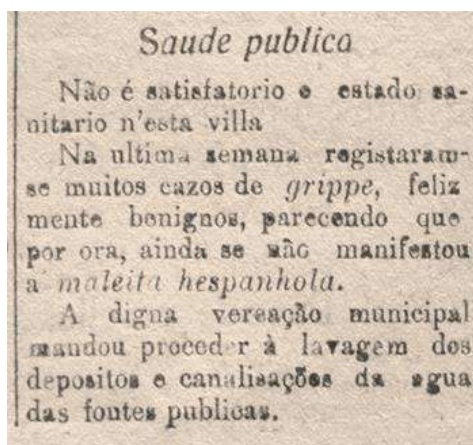 Saude publica
Não é satisfatorio o estado sa-
nitario n'esta villa
Na ultima semana registaram-
se muitos cazos de grippe, feliz
mente benignos, parecendo que
por ora, ainda se não manifestou
a maleita hespanhola.
A digna vereação municipal
mandou proceder à lavagem dos
depositos e canalisações da agua
das fontes publicas.